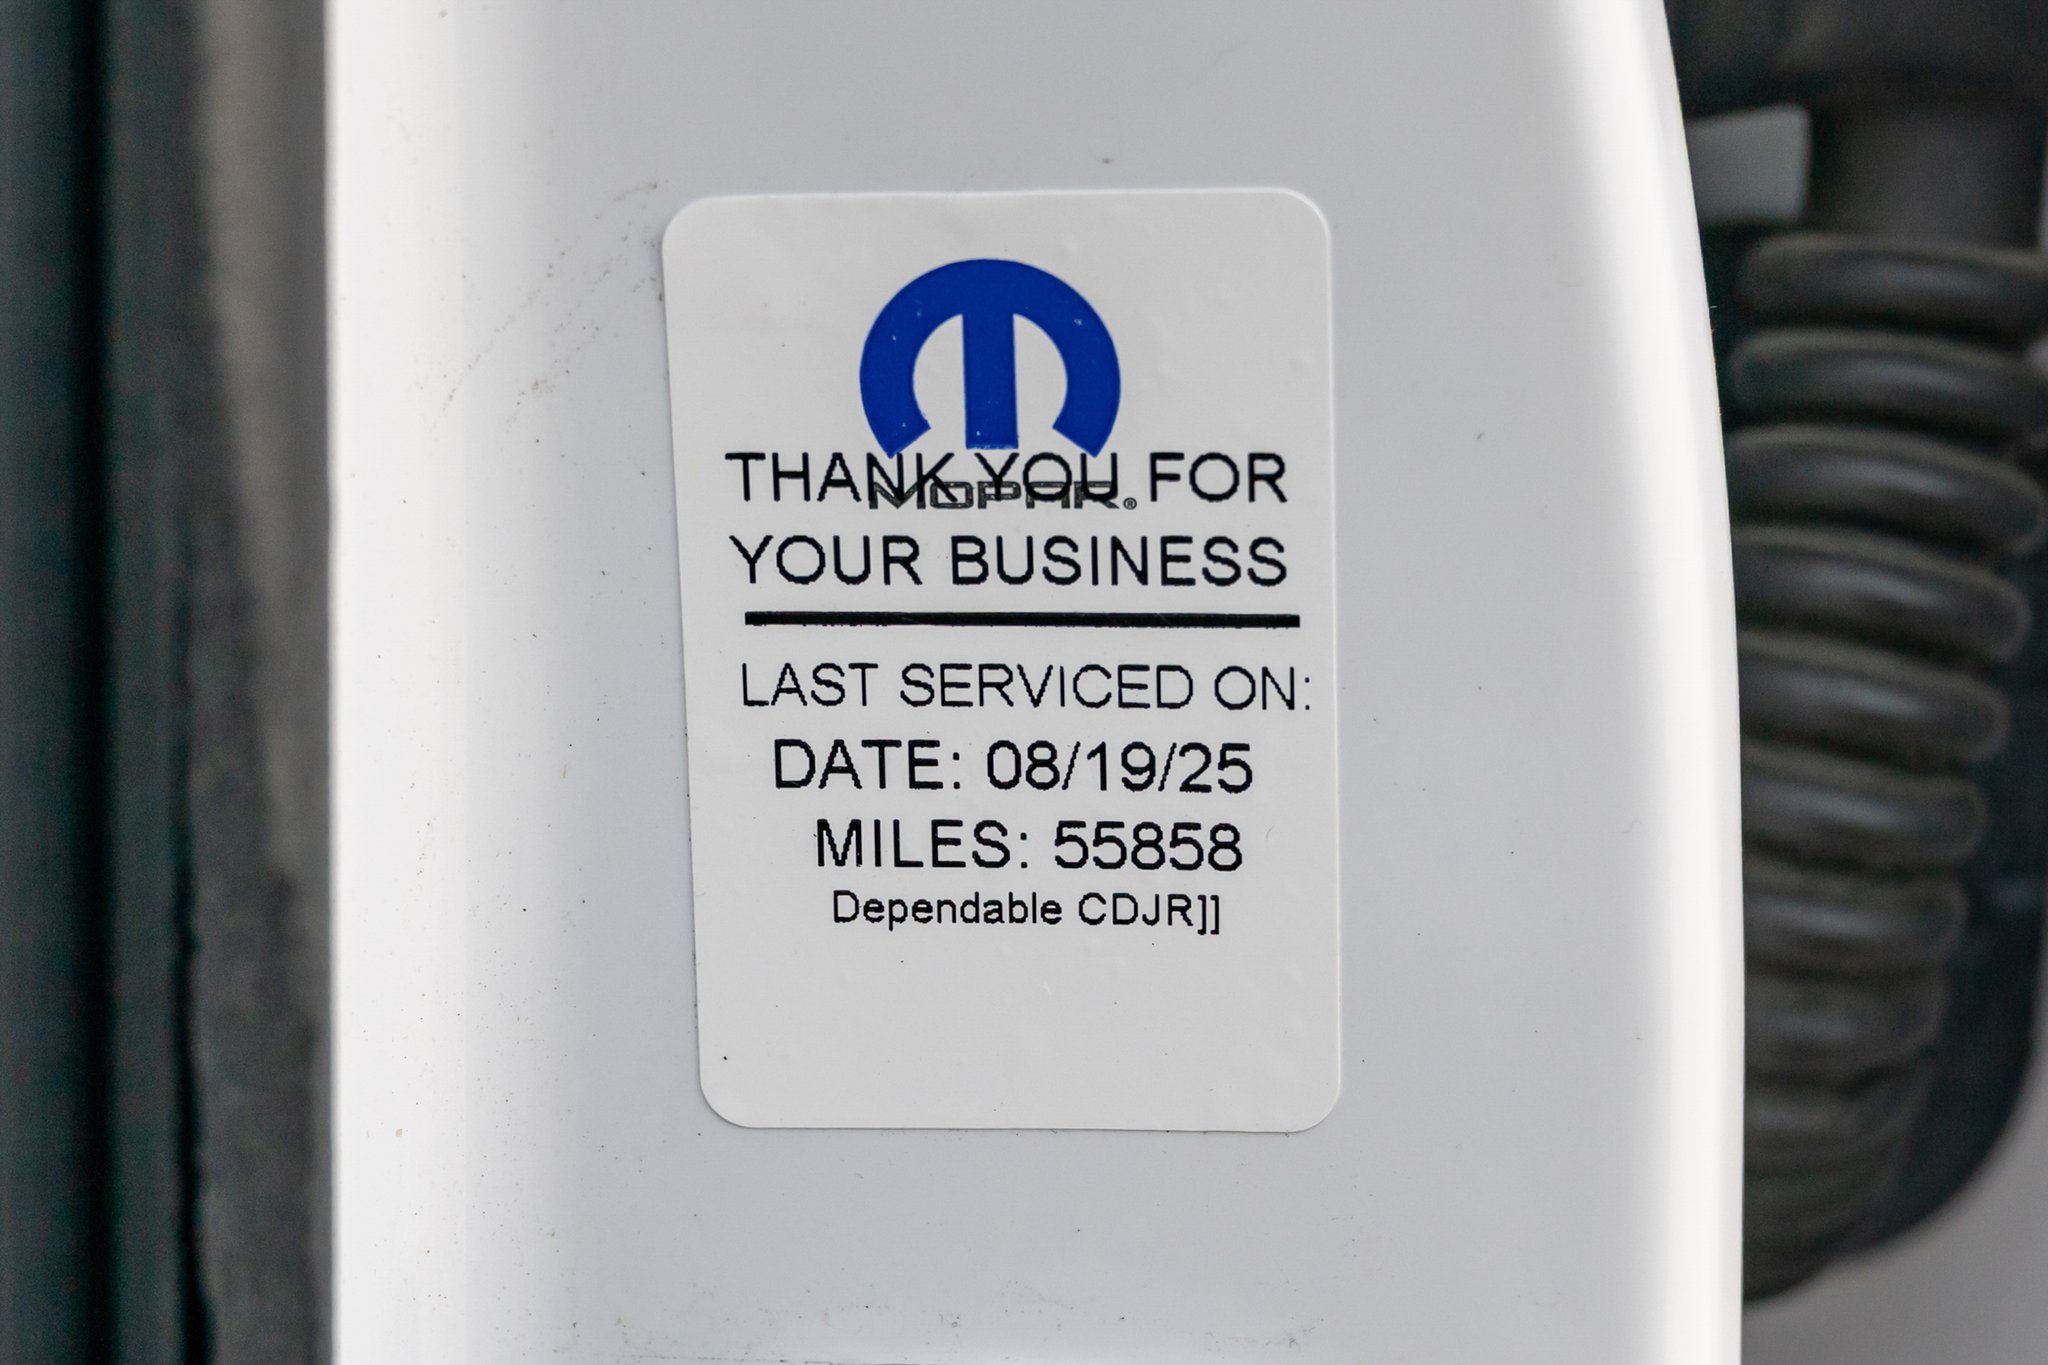 THANK YOU FOR
MOPAR®
YOUR BUSINESS
LAST SERVICED ON:
DATE: 08/19/25
MILES: 55858
Dependable CDJR]]